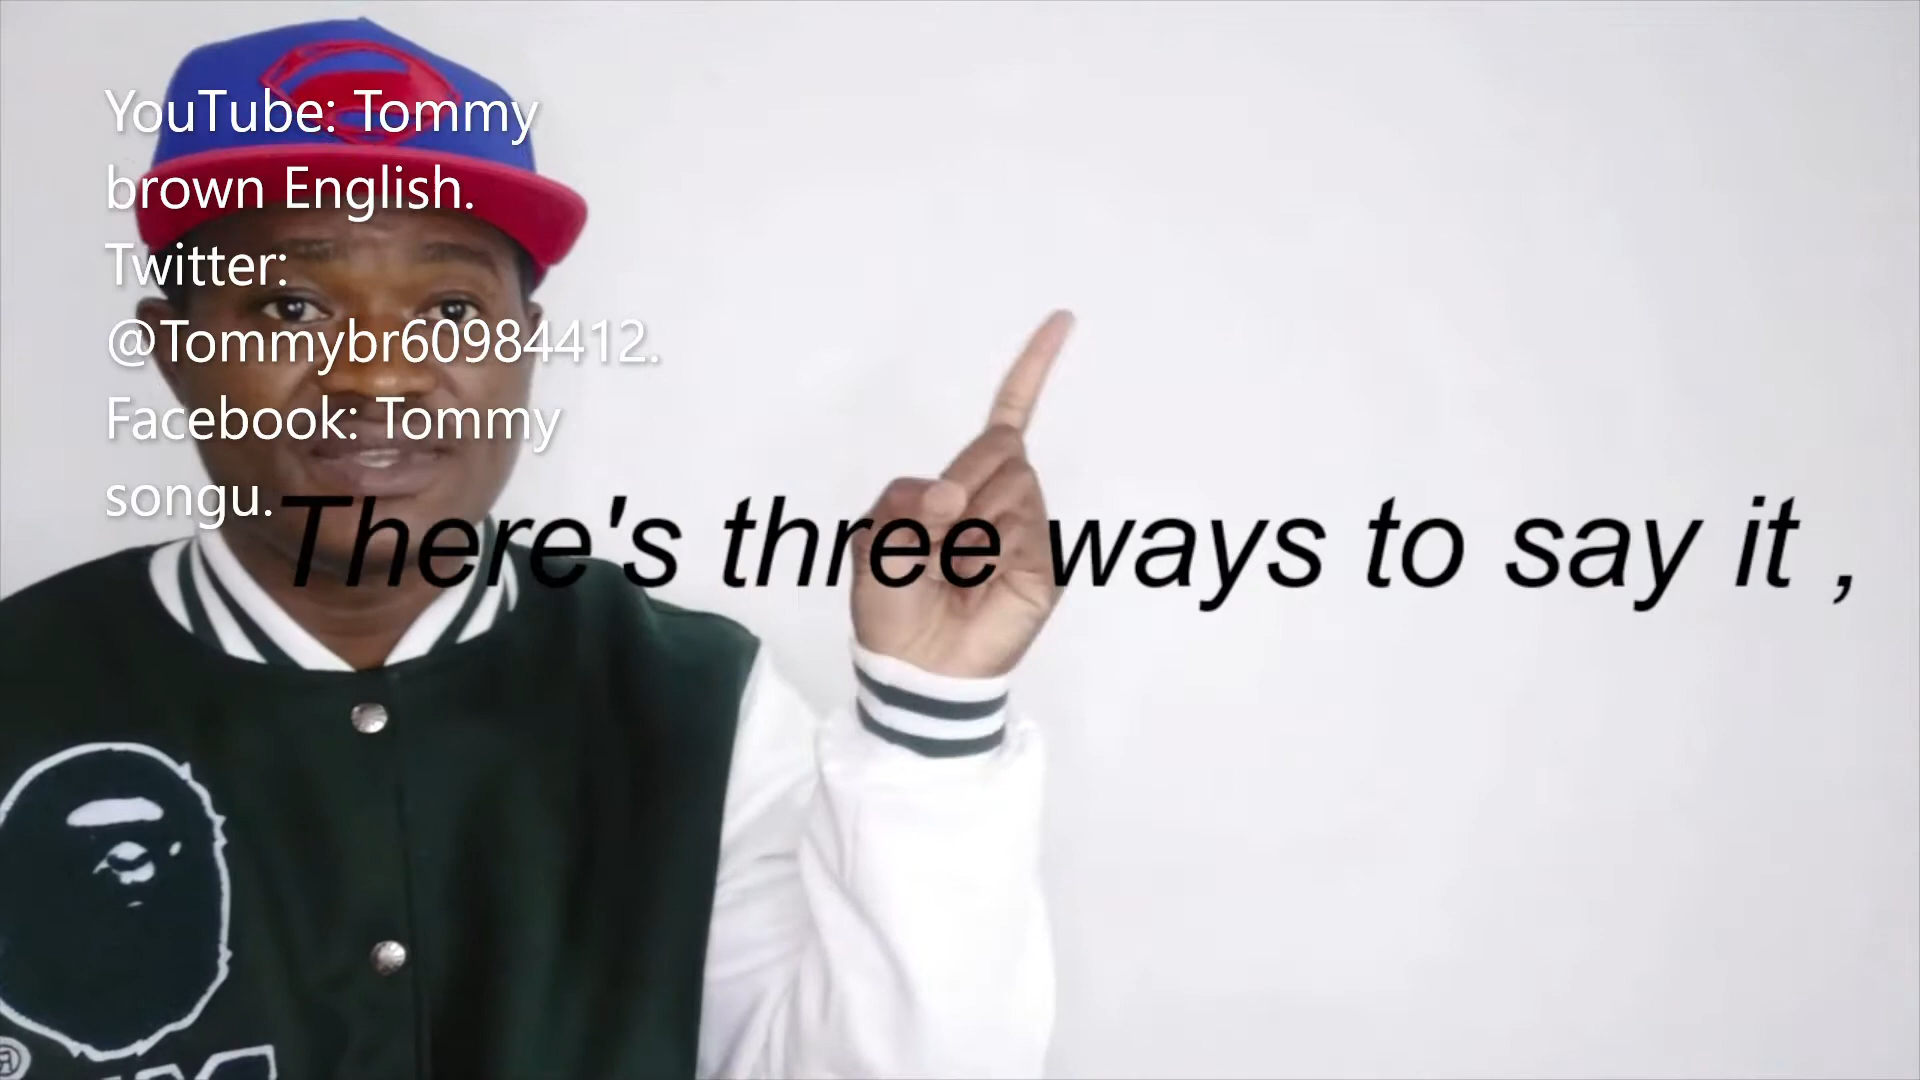 YouTube: Tommy
brown English.
Twitter:
@Tommybr60984412.
Facebook: Tommy
songu.
There's three ways to say it ,